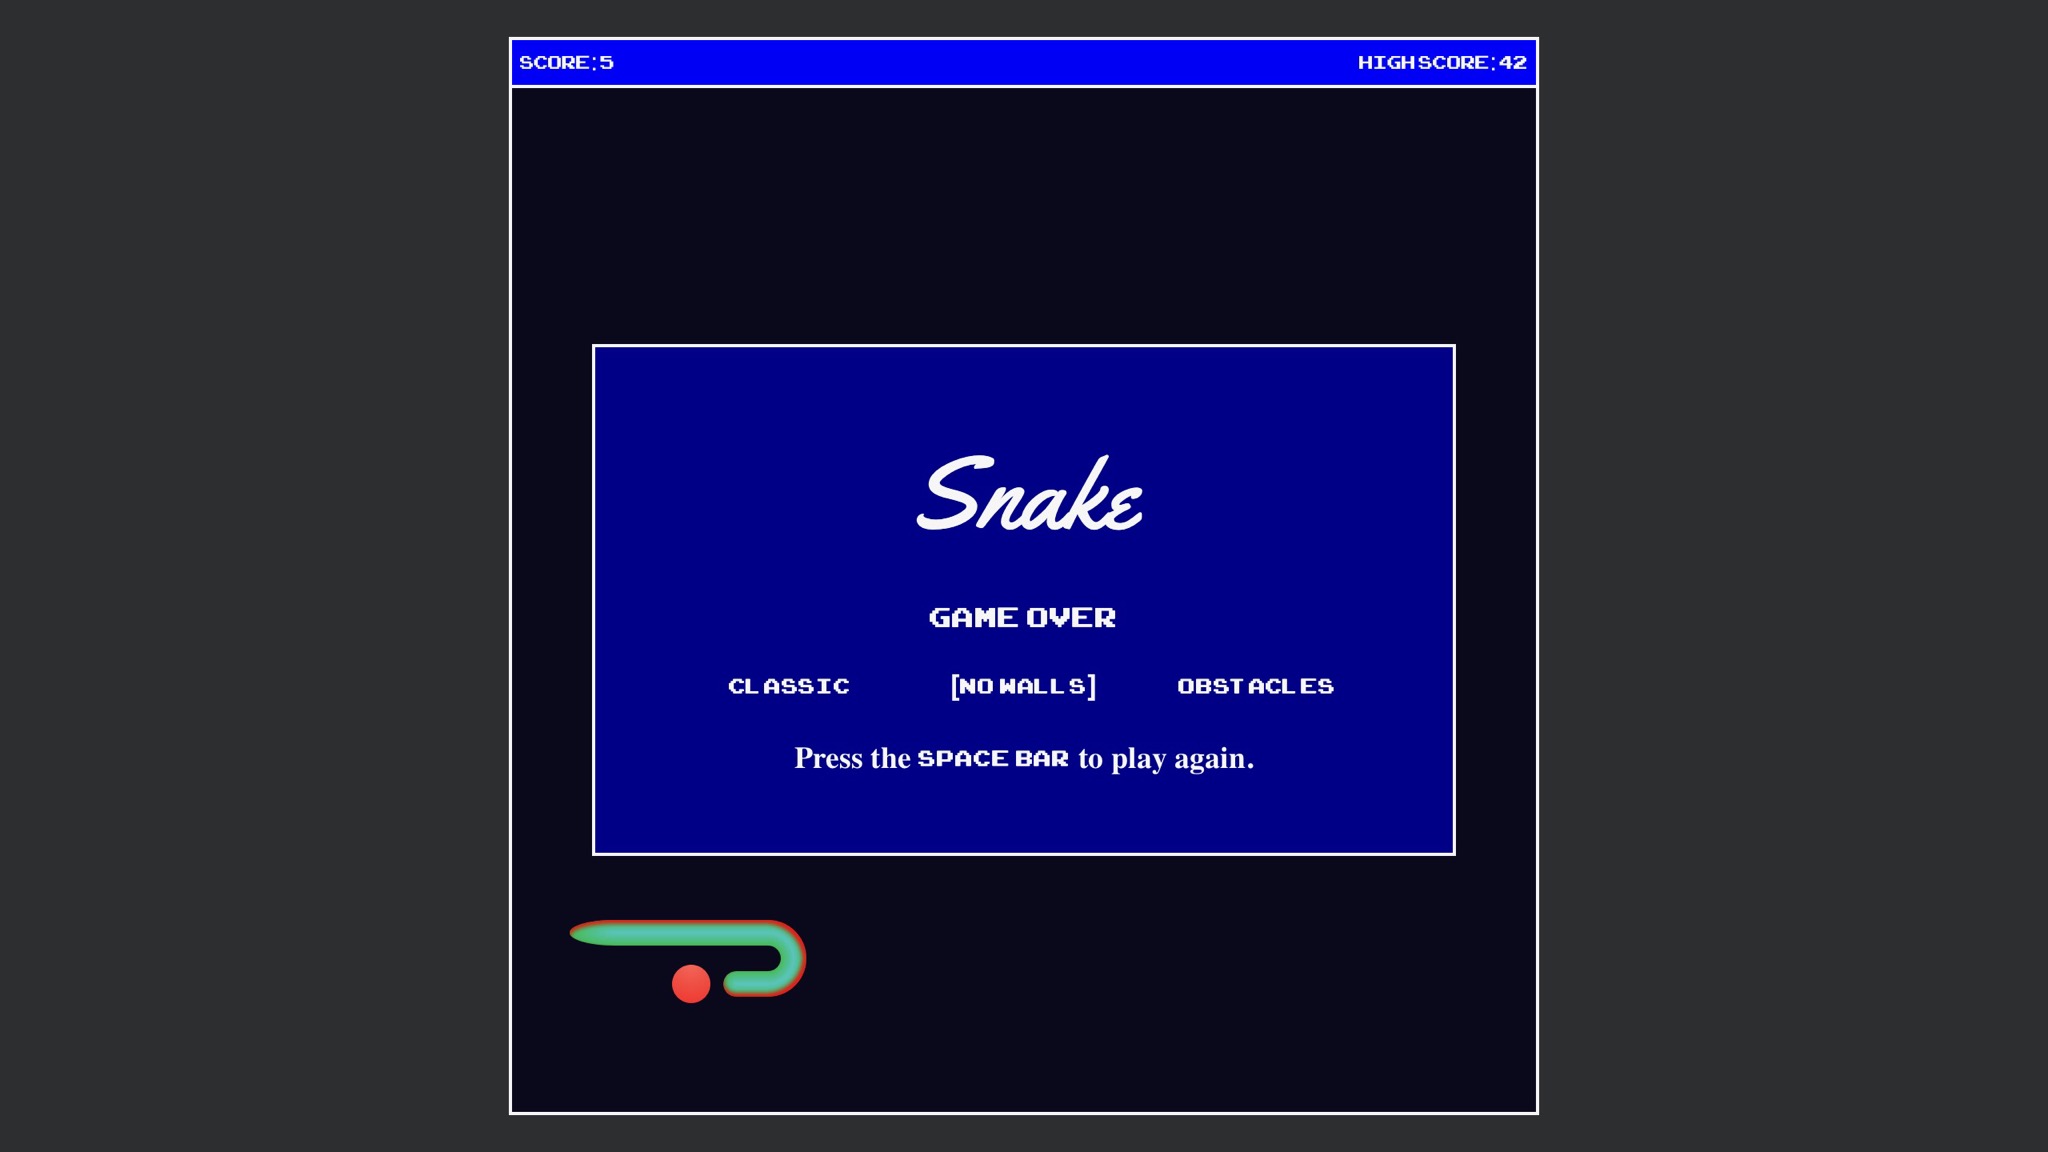 SCORE:5
HIGHSCORE:42
Snake
GAME OVER
CLASSIC [NO WALLS] OBSTACLES
Press the SPACE BAR to play again.